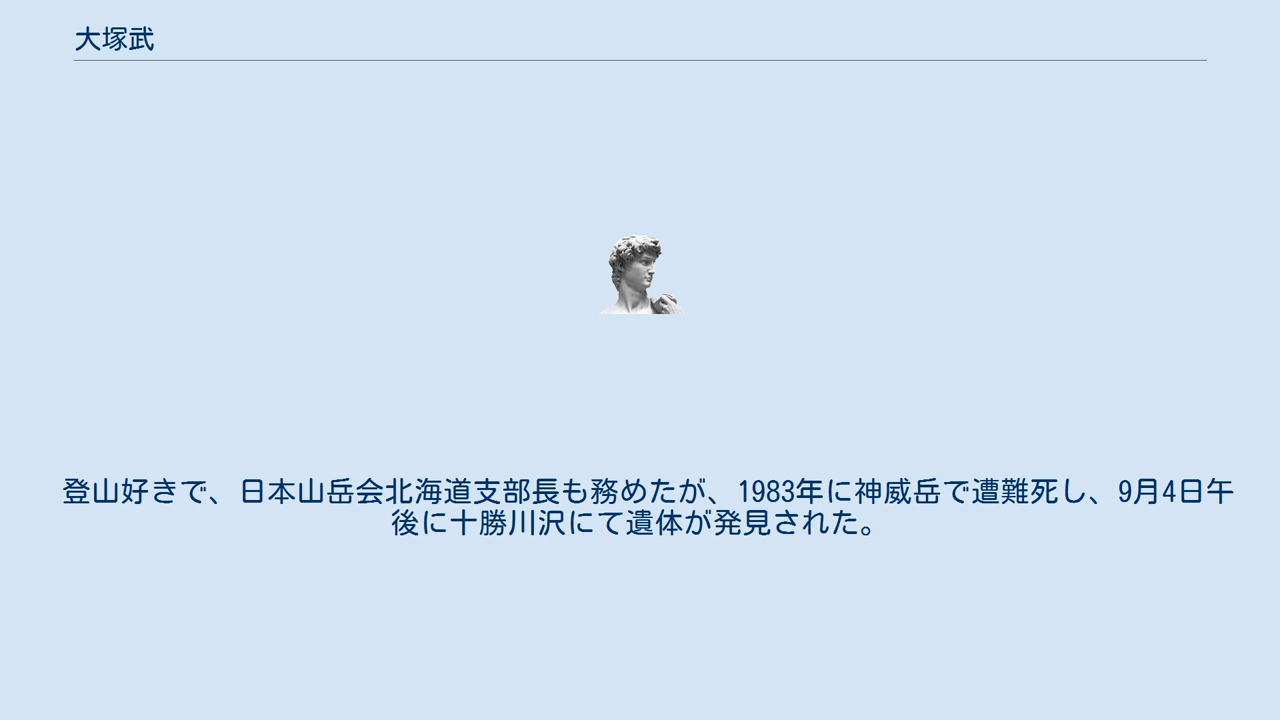 大塚武
登山好きで、日本山岳会北海道支部長も務めたが、1983年に神威岳で遭難死し、9月4日午
後に十勝川沢にて遺体が発見された。